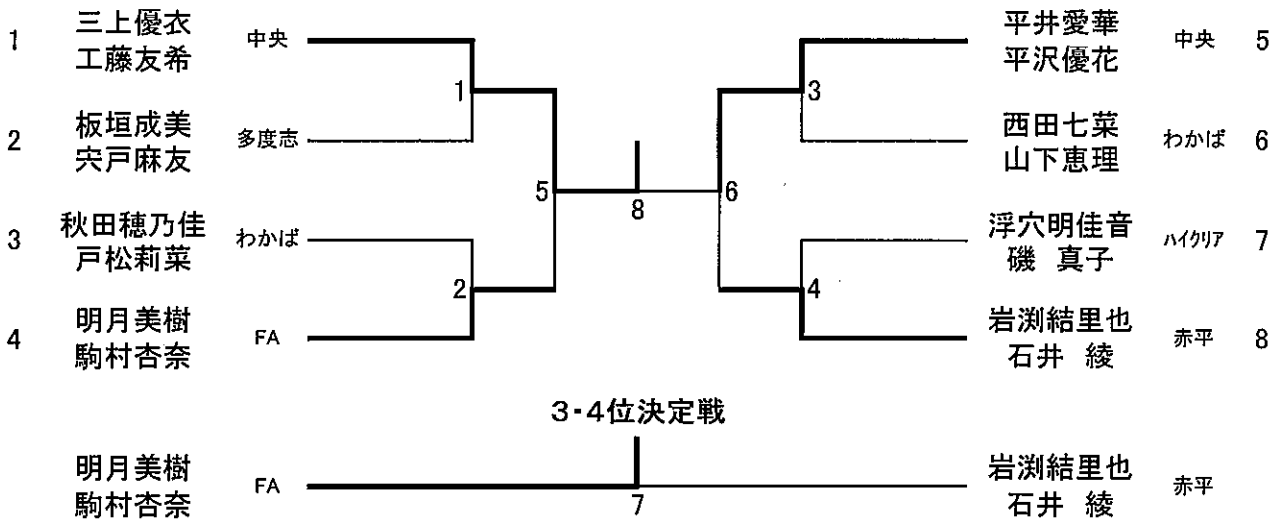 1 三上優衣 工藤友希 中央
2 板垣成美 宍戸麻友 多度志
3 秋田穂乃佳 戸松莉菜 わかば
4 明月美樹 駒村杏奈 FA
1
2
5
8
6
3
4
平井愛華 平沢優花 中央 5
西田七菜 山下恵理 わかば 6
浮穴明佳音 磯 真子 ハイクリア 7
岩渕結里也 石井 綾 赤平 8
3・4位決定戦
明月美樹 駒村杏奈 FA
7
岩渕結里也 石井 綾 赤平